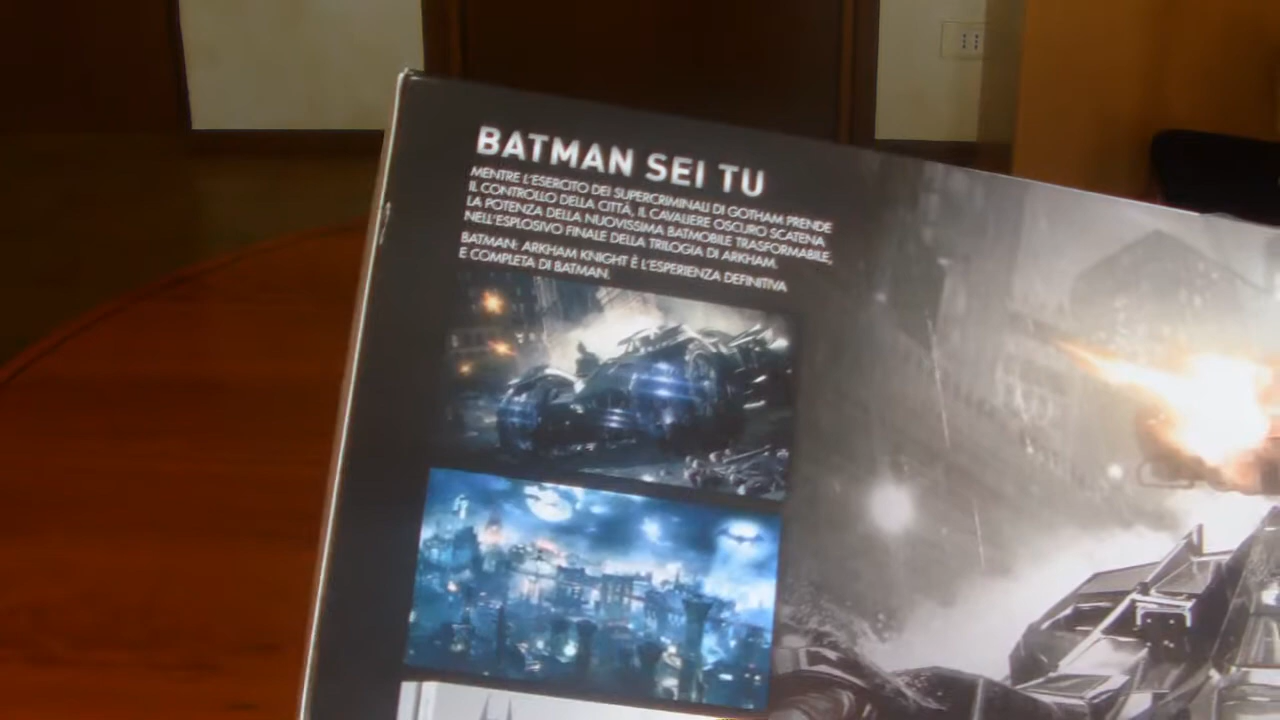 BATMAN SEI TU
MENTRE L'ESERCITO DEI SUPERCRIMINALI DI GOTHAM PRENDE
IL CONTROLLO DELLA CITTÀ, IL CAVALIERE OSCURO SCATENA
LA POTENZA DELLA NUOVISSIMA BATMOBILE TRASFORMABILE,
NELL'ESPLOSIVO FINALE DELLA TRILOGIA DI ARKHAM.
BATMAN: ARKHAM KNIGHT È L'ESPERIENZA DEFINITIVA
E COMPLETA DI BATMAN.